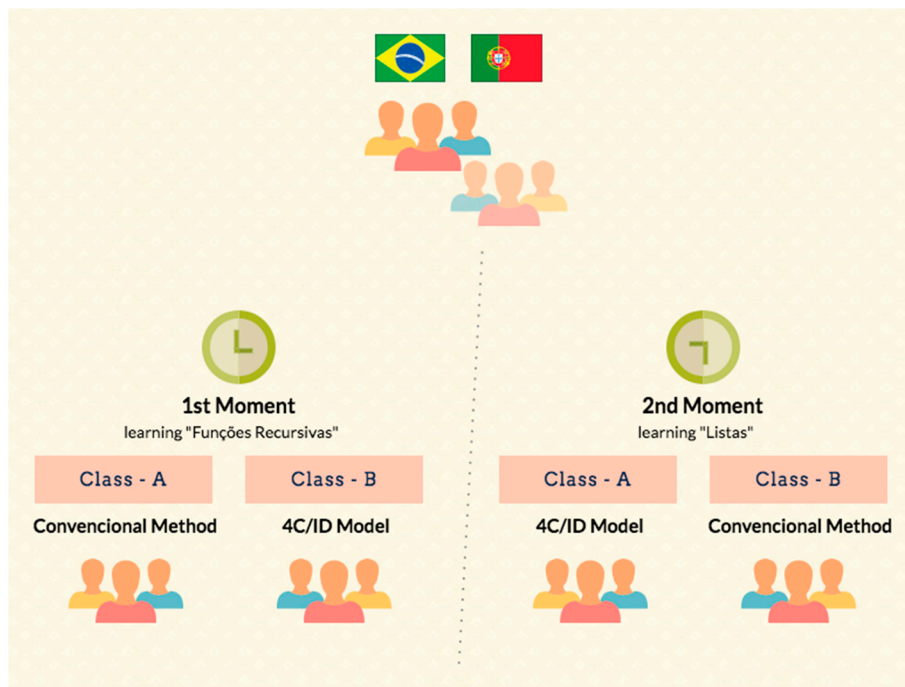 1st Moment
learning "Funções Recursivas"
Class - A
Class - B
Convencional Method
4C/ID Model
2nd Moment
learning "Listas"
Class - A
Class - B
4C/ID Model
Convencional Method